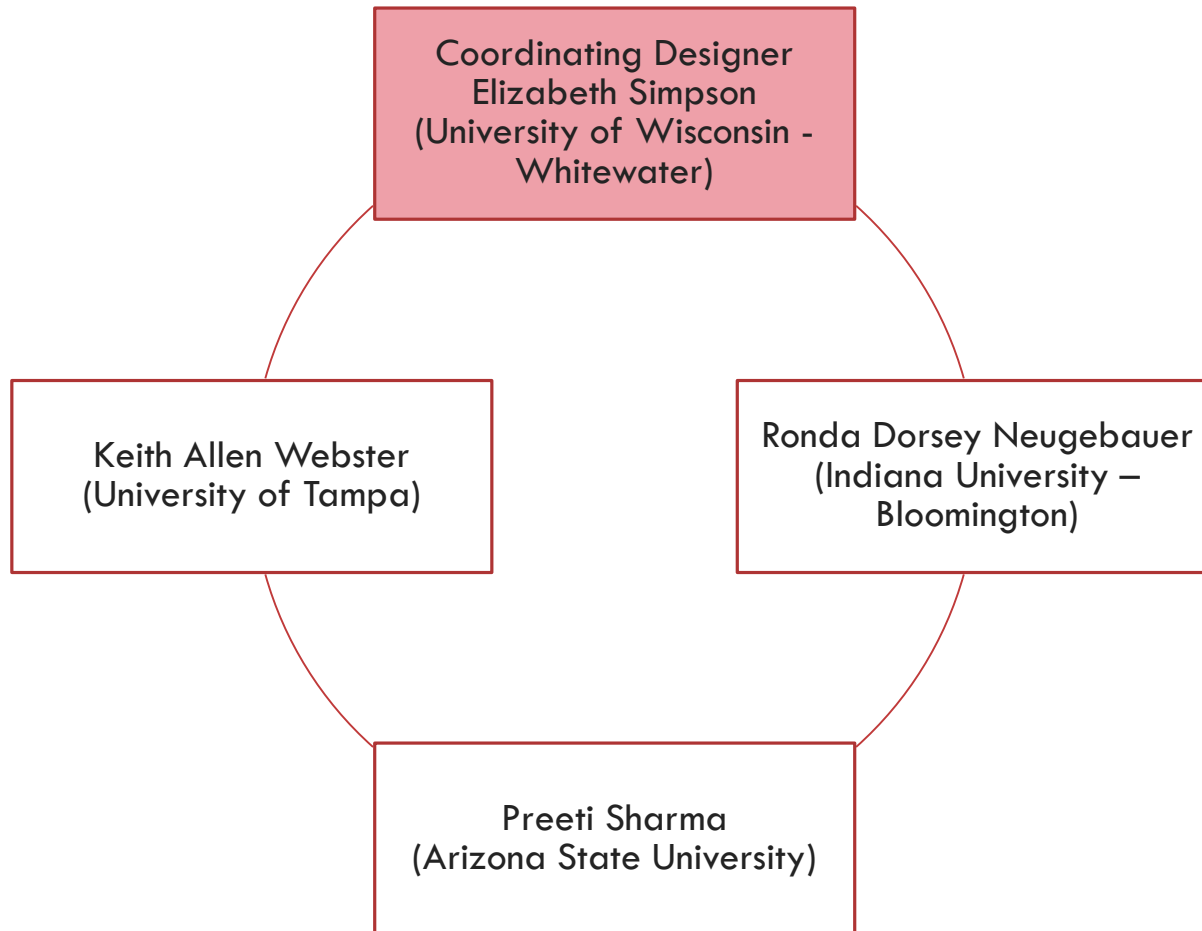 Coordinating Designer
Elizabeth Simpson
(University of Wisconsin -
Whitewater)
Keith Allen Webster
(University of Tampa)
Ronda Dorsey Neugebauer
(Indiana University –
Bloomington)
Preeti Sharma
(Arizona State University)